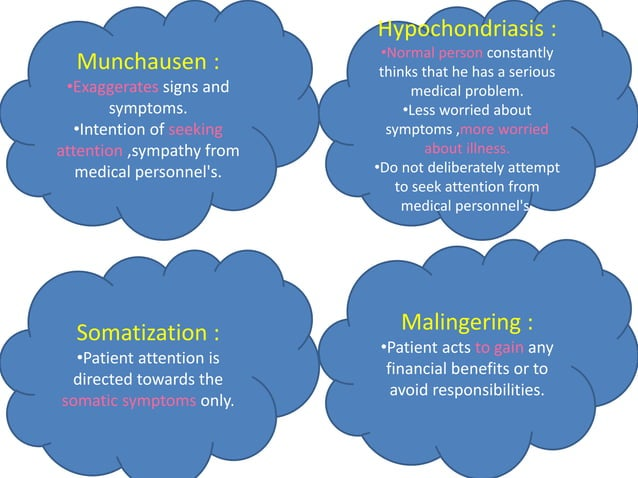 Munchausen :
•Exaggerates signs and
symptoms.
•Intention of seeking
attention ,sympathy from
medical personnel's.
Hypochondriasis :
•Normal person constantly
thinks that he has a serious
medical problem.
•Less worried about
symptoms ,more worried
about illness.
•Do not deliberately attempt
to seek attention from
medical personnel's.
Somatization :
•Patient attention is
directed towards the
somatic symptoms only.
Malingering :
•Patient acts to gain any
financial benefits or to
avoid responsibilities.